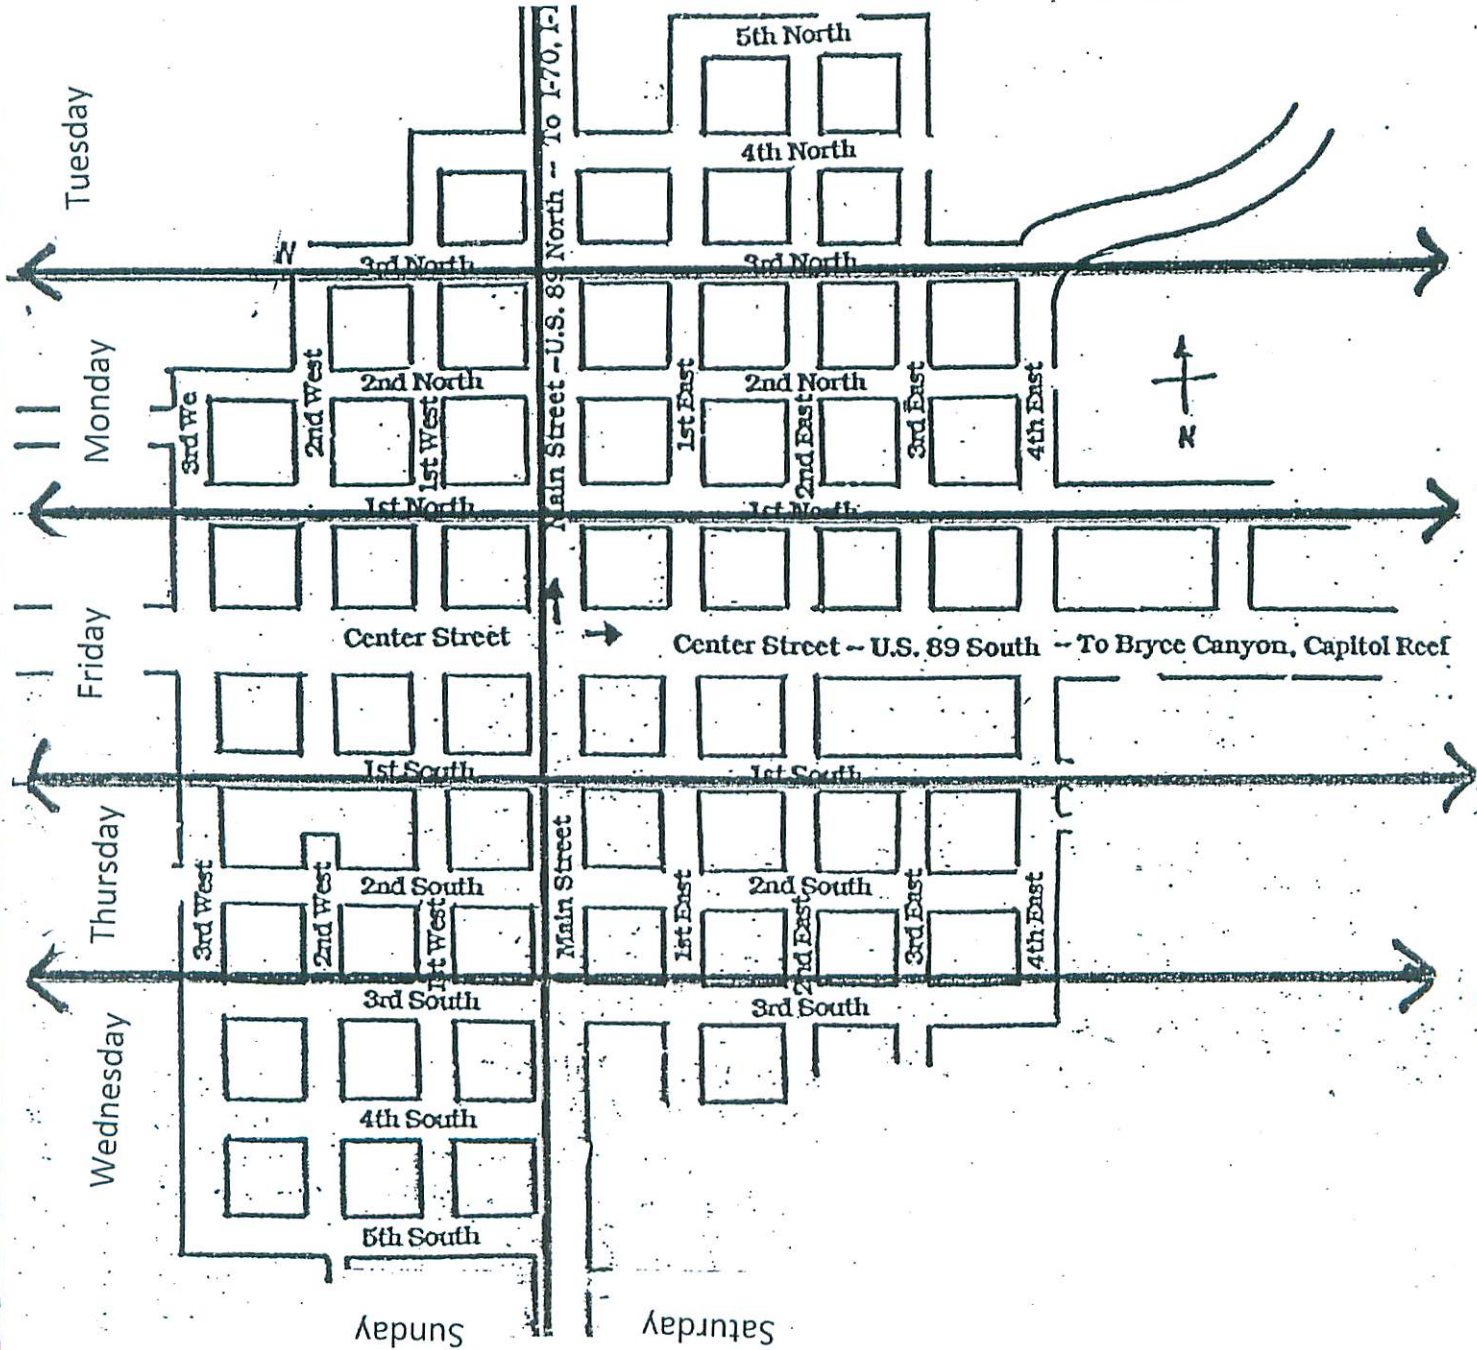 5th North
Tuesday
4th North
N
3rd North
3rd North
Main Street -- U.S. 89 North -- To I-70, I-1
Monday
3rd We
2nd West
2nd North
1st West
1st East
2nd North
2nd East
3rd East
4th East
N
1st North
1st North
Friday
Center Street
Center Street -- U.S. 89 South -- To Bryce Canyon, Capitol Reef
1st South
1st South
Thursday
3rd West
2nd West
2nd South
1st West
Main Street
1st East
2nd South
2nd East
3rd East
4th East
3rd South
3rd South
Wednesday
4th South
5th South
Sunday
Saturday